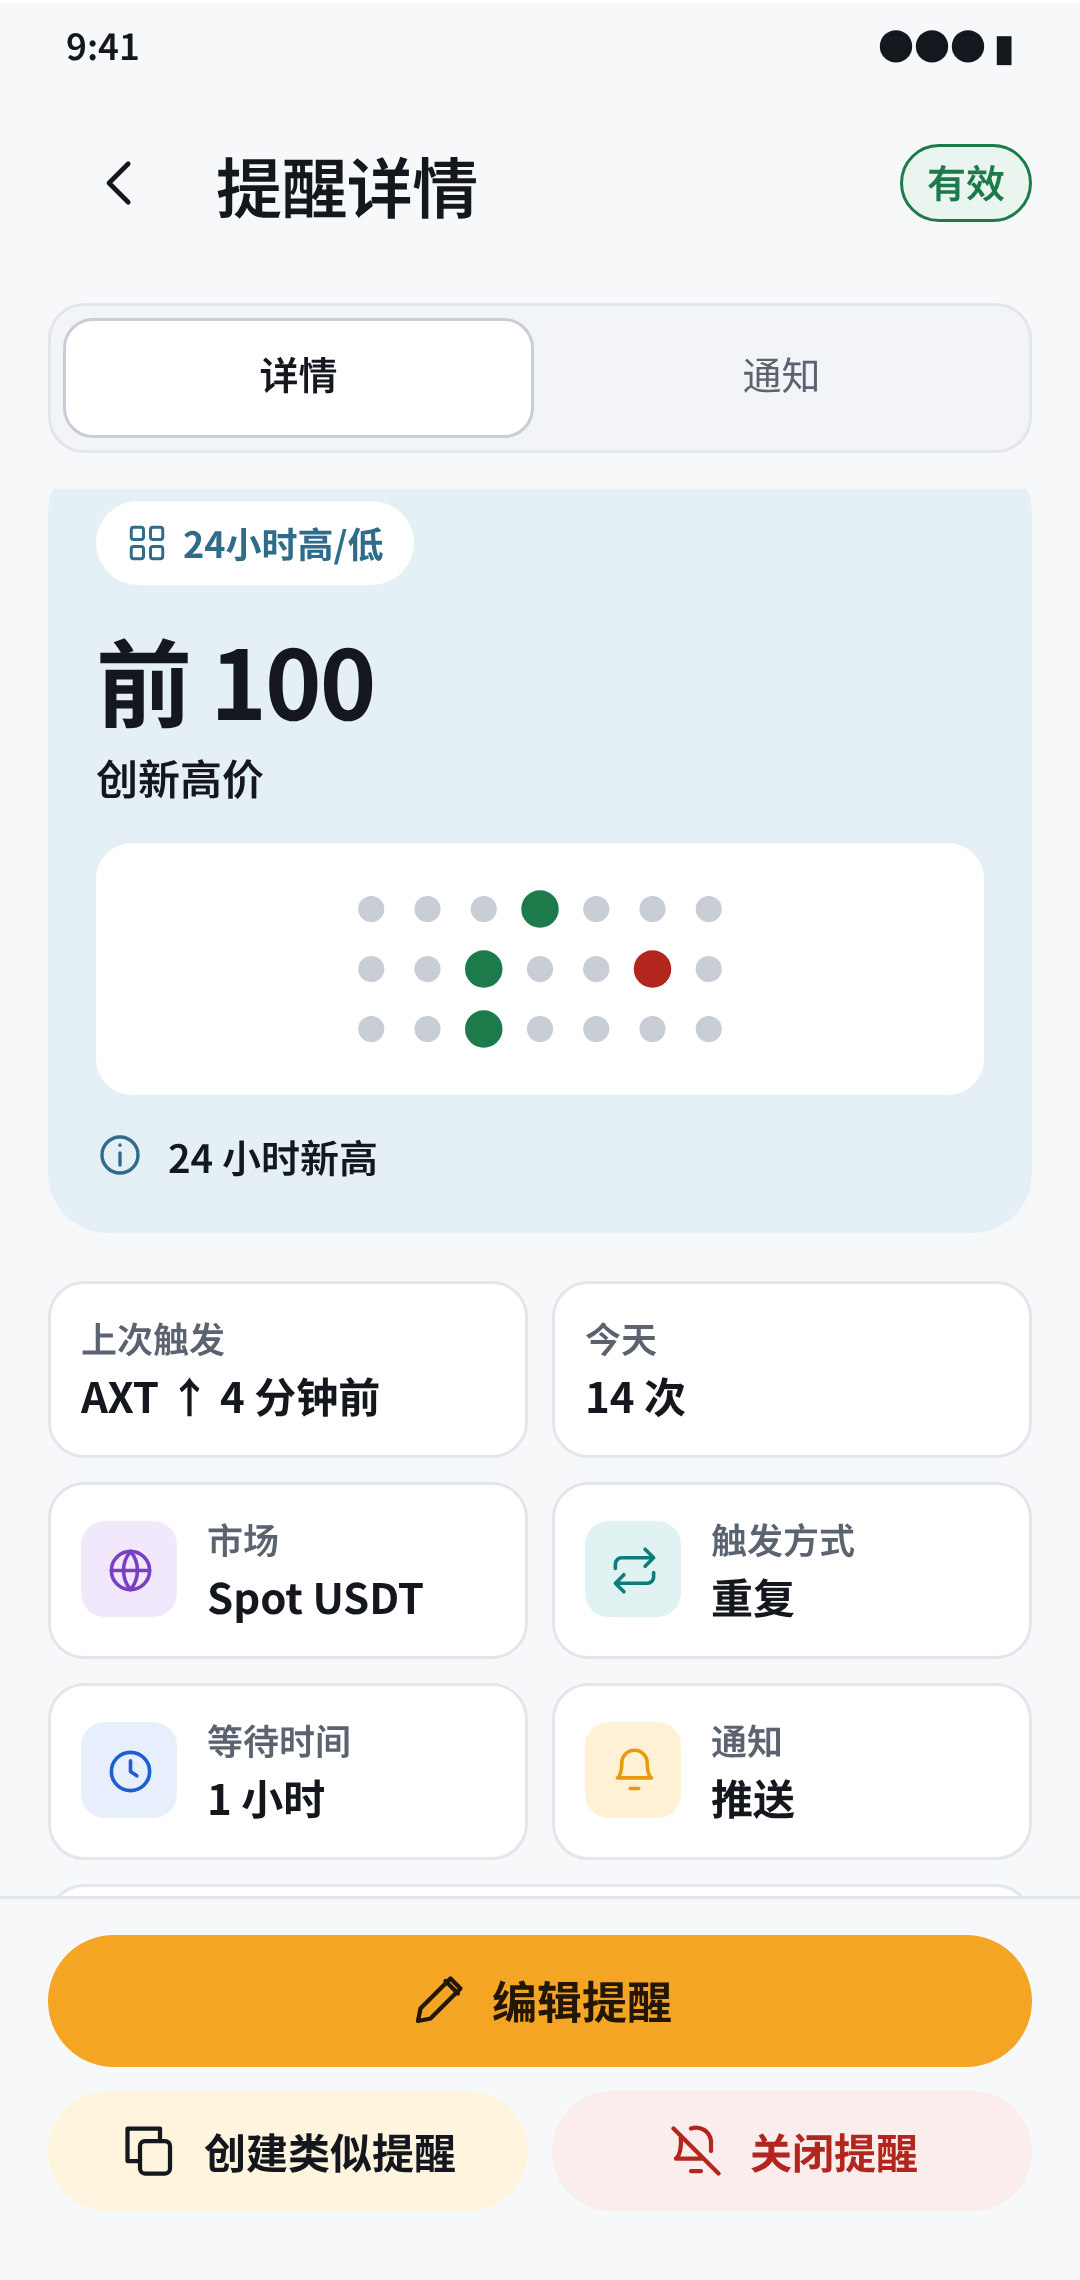 9:41
提醒详情
有效
详情
通知
24小时高/低
前 100
创新高价
24 小时新高
上次触发
AXT ↑ 4 分钟前
今天
14 次
市场
Spot USDT
触发方式
重复
等待时间
1 小时
通知
推送
编辑提醒
创建类似提醒
关闭提醒